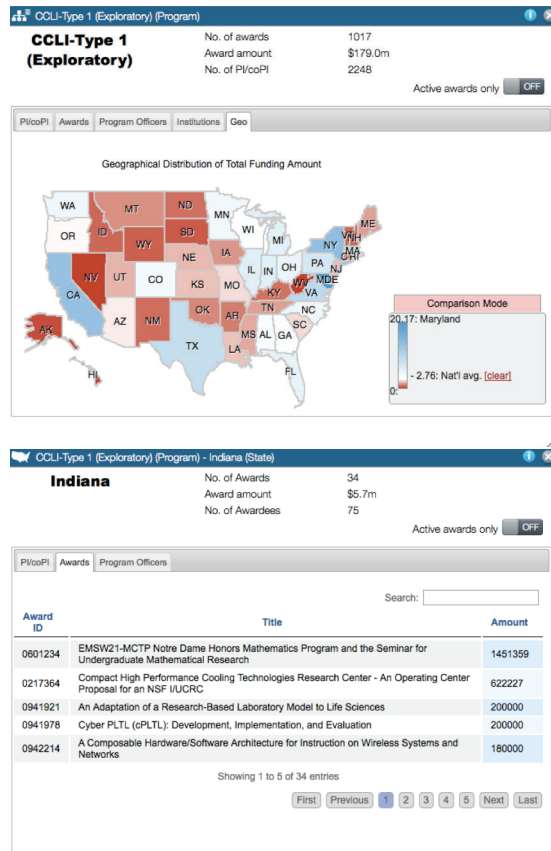 CCLI-Type 1 (Exploratory) (Program)
CCLI-Type 1
(Exploratory)
No. of awards 1017
Award amount $179.0m
No. of PI/coPI 2248
Active awards only OFF
PI/coPI Awards Program Officers Institutions Geo
Geographical Distribution of Total Funding Amount
WA MT ND MN ME
OR ID WY SD WI MI NY
NV UT NE IA IL IN OH PA NJ
CA CO KS MO KY WV VA MDE
AZ NM OK AR TN NC
TX LA MS AL GA SC
AK HI FL
Comparison Mode
20.17: Maryland
- 2.76: Nat'l avg. [clear]
0:
CCLI-Type 1 (Exploratory) (Program) - Indiana (State)
Indiana
No. of Awards 34
Award amount $5.7m
No. of Awardees 75
Active awards only OFF
PI/coPI Awards Program Officers
Search:
Award
ID
Title
Amount
0601234 EMSW21-MCTP Notre Dame Honors Mathematics Program and the Seminar for
Undergraduate Mathematical Research 1451359
0217364 Compact High Performance Cooling Technologies Research Center - An Operating Center
Proposal for an NSF I/UCRC 622227
0941921 An Adaptation of a Research-Based Laboratory Model to Life Sciences 200000
0941978 Cyber PLTL (cPLTL): Development, Implementation, and Evaluation 200000
0942214 A Composable Hardware/Software Architecture for Instruction on Wireless Systems and
Networks 180000
Showing 1 to 5 of 34 entries
First Previous 1 2 3 4 5 Next Last